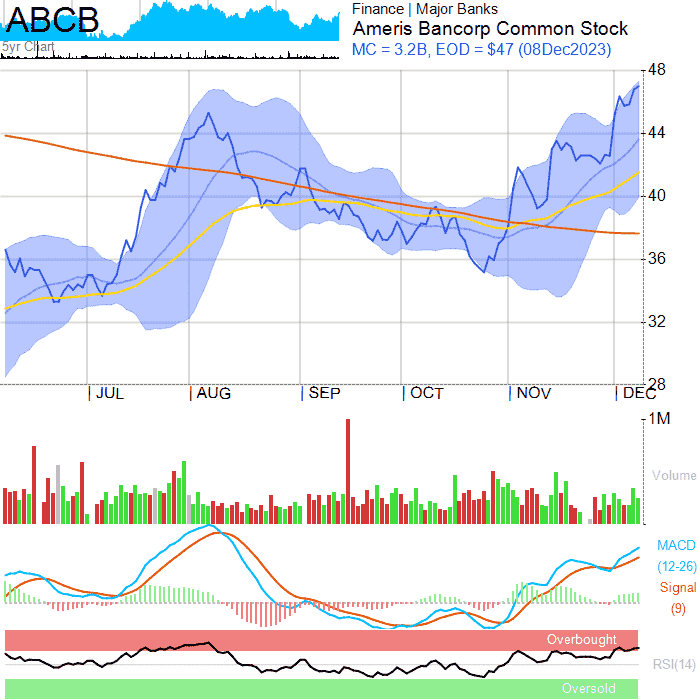 ABCB
5yr Chart
Finance | Major Banks
Ameris Bancorp Common Stock
MC = 3.2B, EOD = $47 (08Dec2023)
48
44
40
36
32
28
JUL AUG SEP OCT NOV DEC
1M
Volume
MACD
(12-26)
Signal
(9)
Overbought
RSI(14)
Oversold